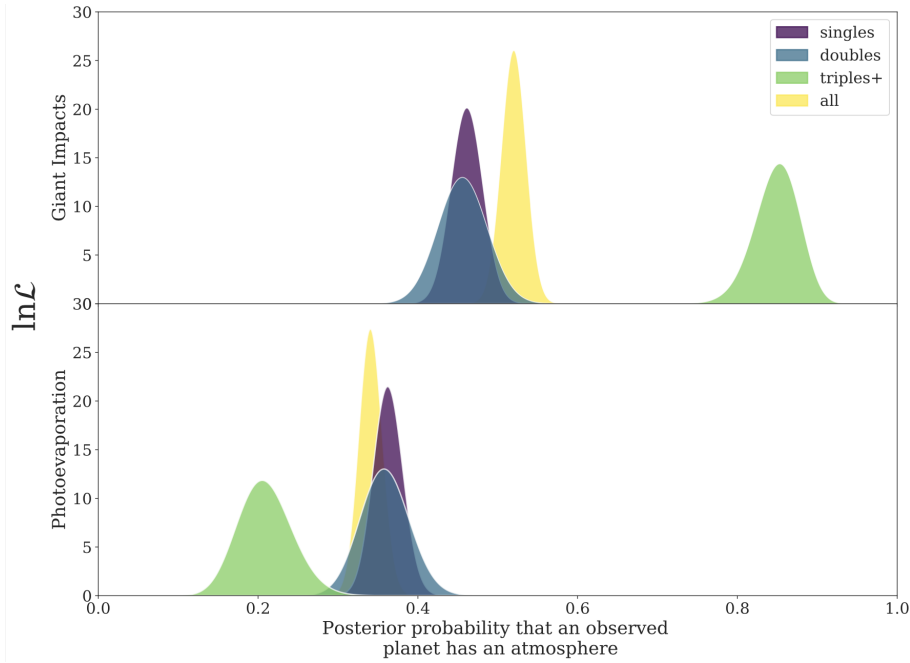 30
25
20
15
10
5
30
25
20
15
10
5
0
Giant Impacts
Photoevaporation
lnℒ
singles
doubles
triples+
all
0.0 0.2 0.4 0.6 0.8 1.0
Posterior probability that an observed
planet has an atmosphere